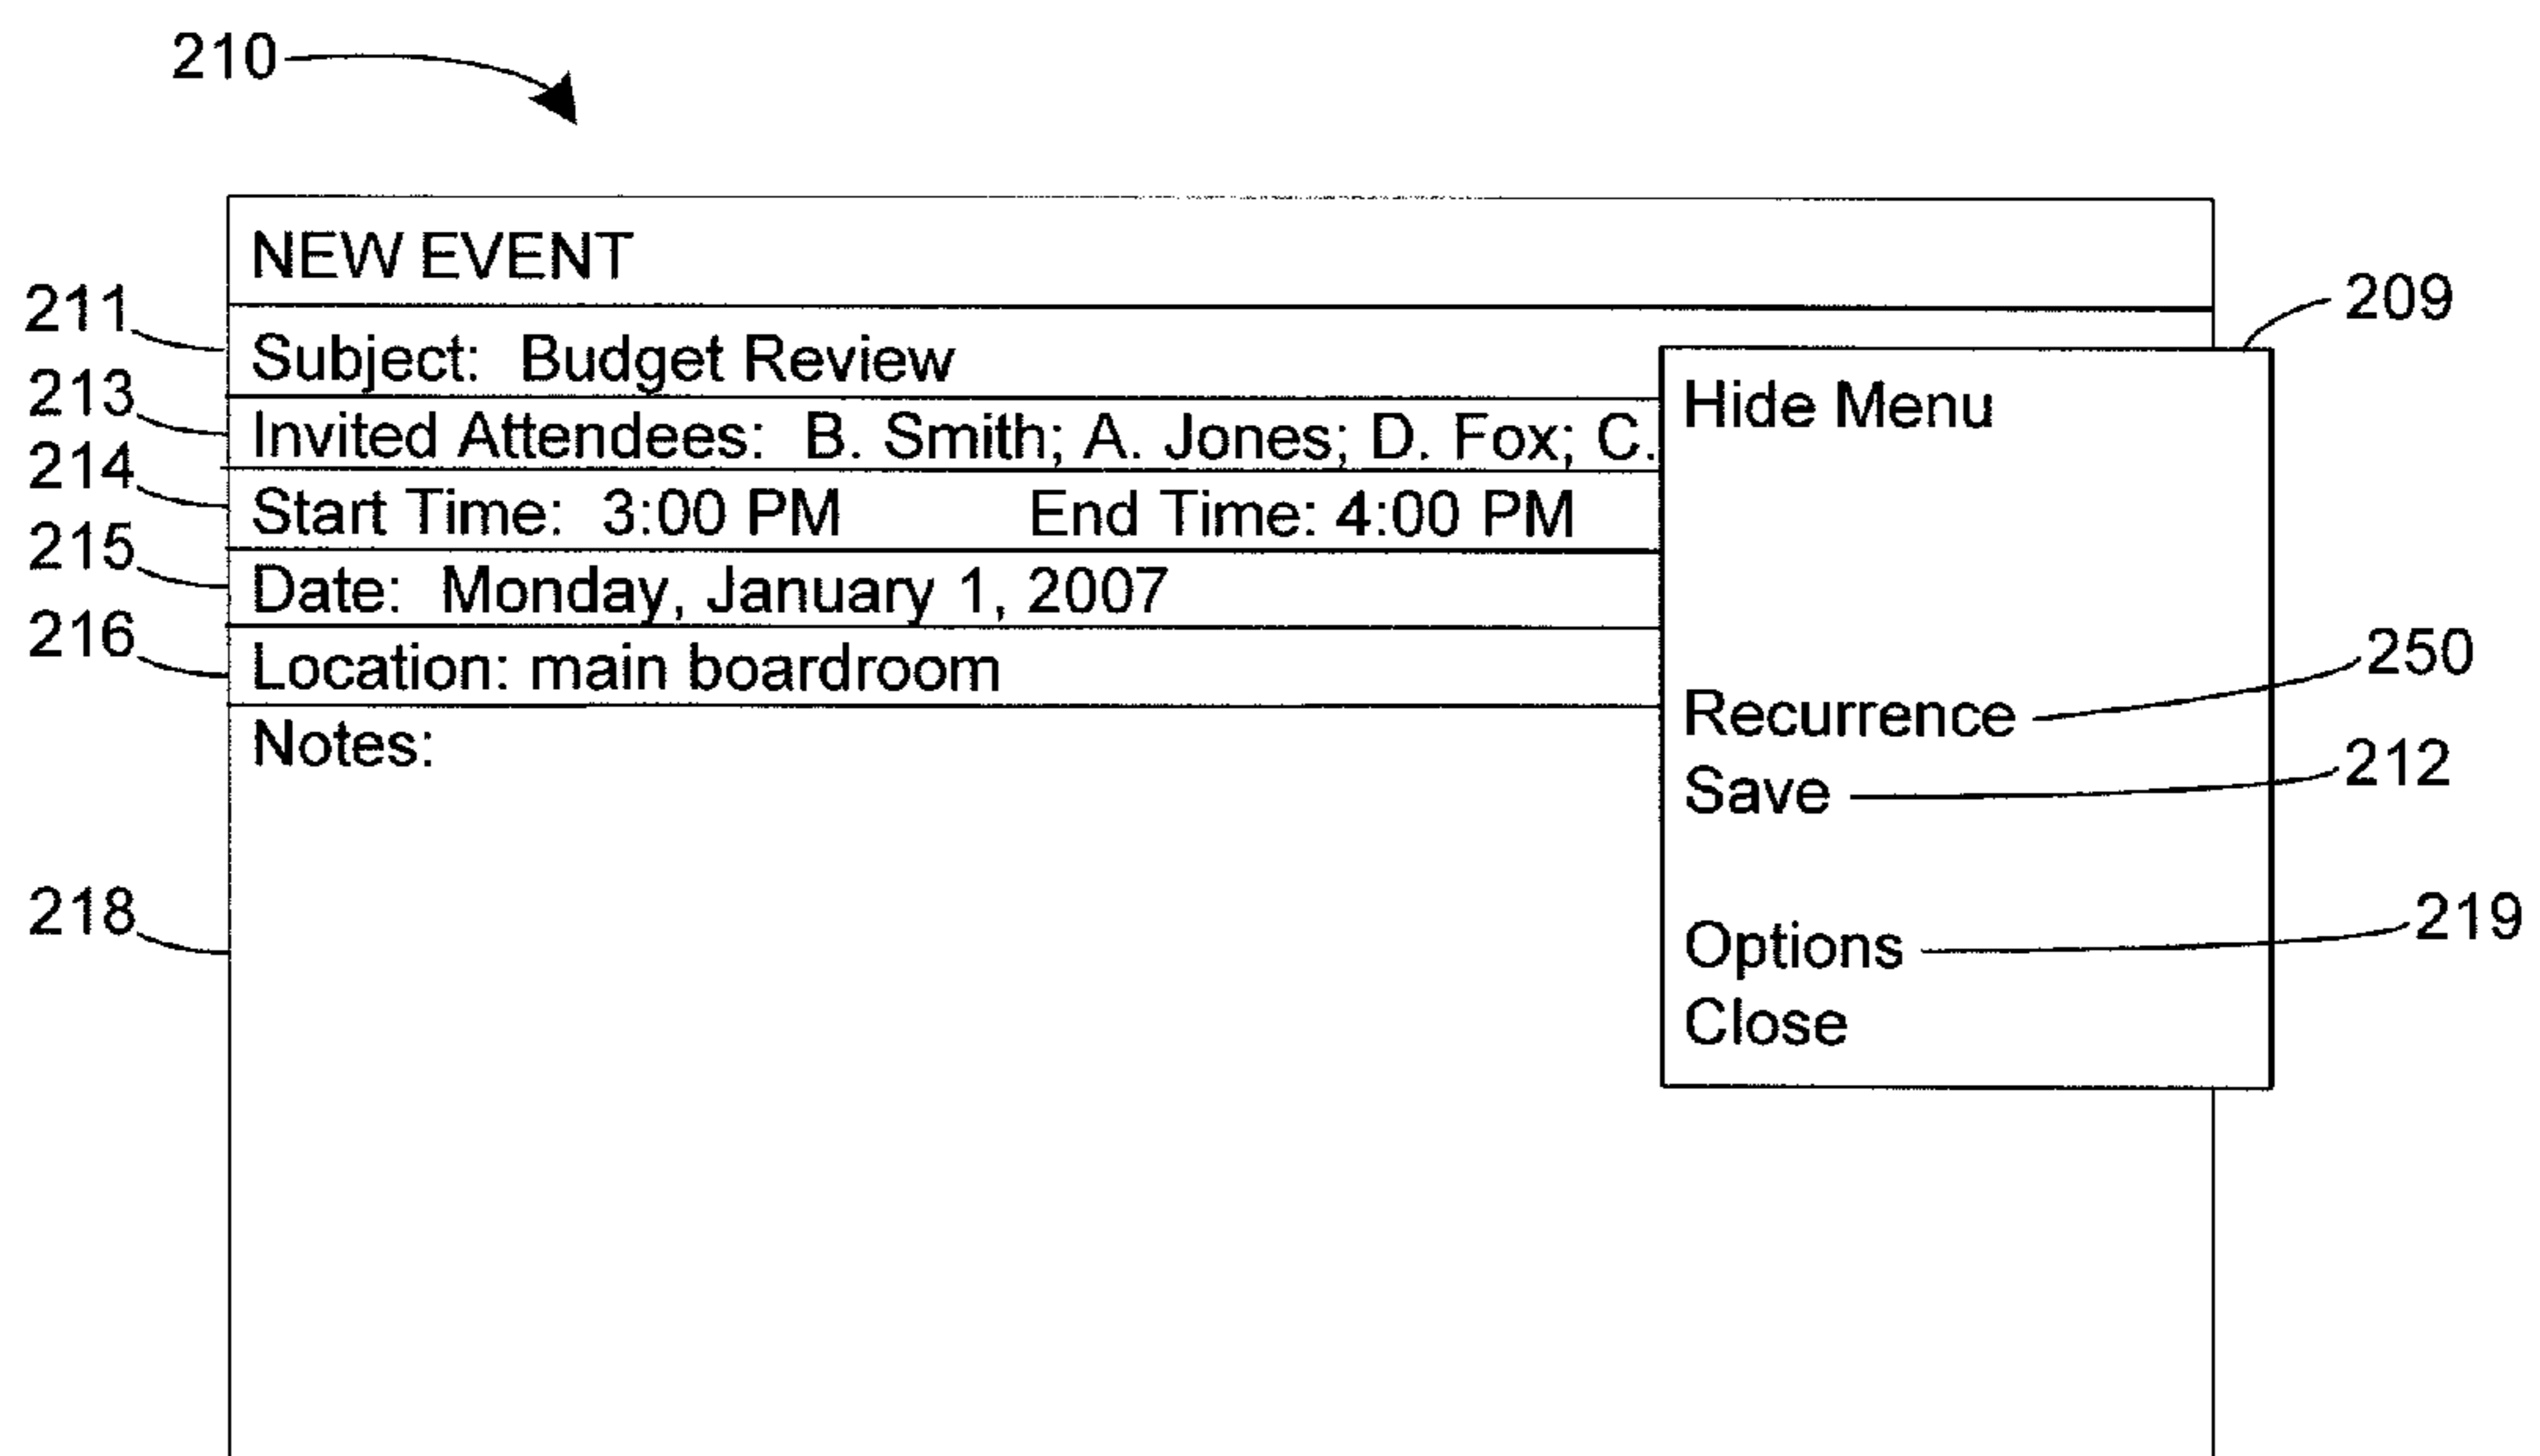 210
NEW EVENT
211
Subject: Budget Review
209
213
Invited Attendees: B. Smith; A. Jones; D. Fox; C.
Hide Menu
214
Start Time: 3:00 PM End Time: 4:00 PM
215
Date: Monday, January 1, 2007
216
Location: main boardroom
250
Recurrence
Notes:
212
Save
218
219
Options
Close